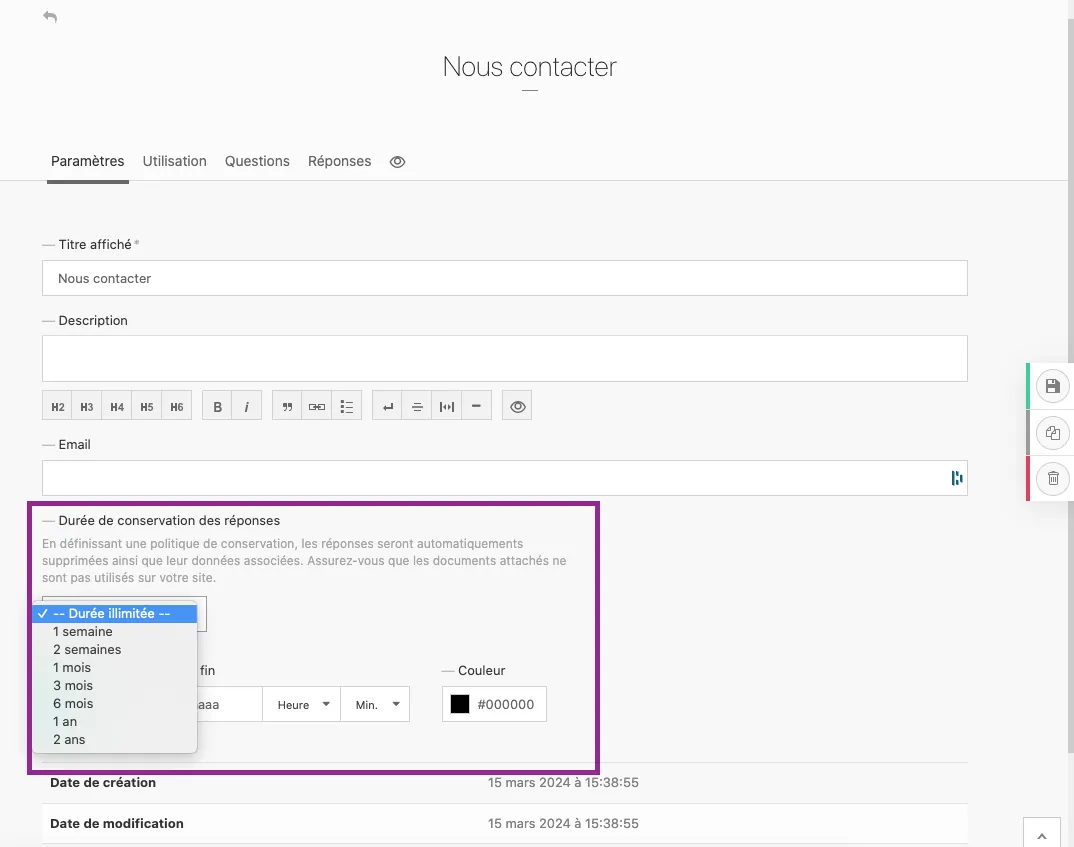 Nous contacter
Paramètres Utilisation Questions Réponses
— Titre affiché *
Nous contacter
— Description
H2 H3 H4 H5 H6 B i
— Email
— Durée de conservation des réponses
En définissant une politique de conservation, les réponses seront automatiquement
supprimées ainsi que leur données associées. Assurez-vous que les documents attachés ne
sont pas utilisés sur votre site.
✓ -- Durée illimitée --
1 semaine
2 semaines
1 mois
3 mois
6 mois
1 an
2 ans
fin — Couleur
aaa Heure Min. #000000
Date de création 15 mars 2024 à 15:38:55
Date de modification 15 mars 2024 à 15:38:55